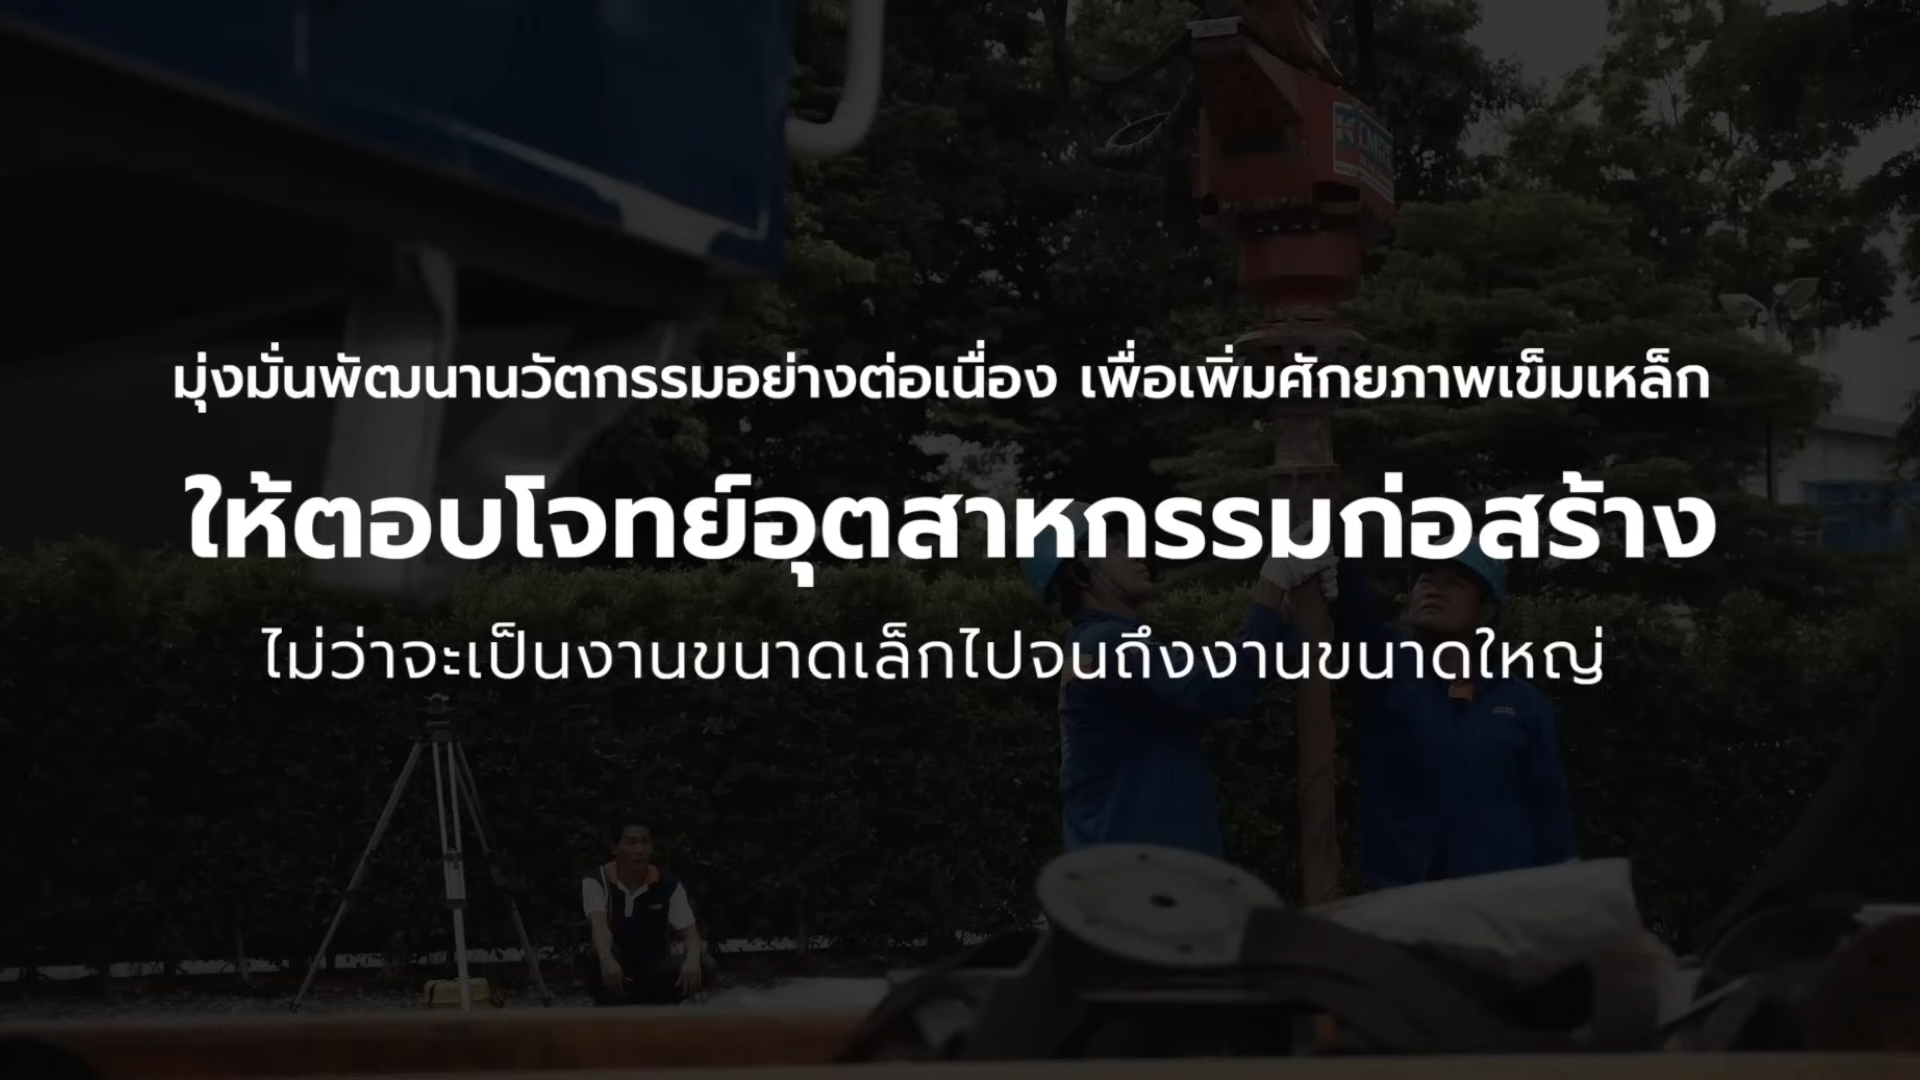 มุ่งมั่นพัฒนานวัตกรรมอย่างต่อเนื่อง เพื่อเพิ่มศักยภาพเข็มเหล็ก
ให้ตอบโจทย์อุตสาหกรรมก่อสร้าง
ไม่ว่าจะเป็นงานขนาดเล็กไปจนถึงงานขนาดใหญ่